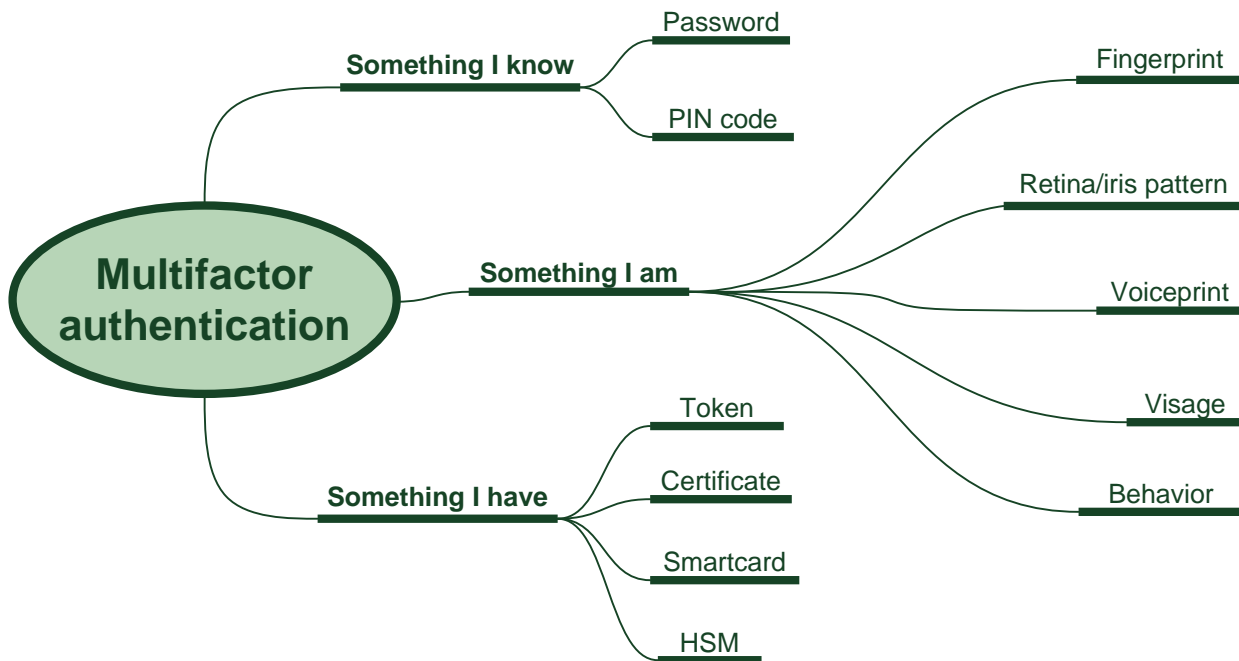 Multifactor
authentication
Something I know
Password
PIN code
Something I am
Fingerprint
Retina/iris pattern
Voiceprint
Visage
Behavior
Something I have
Token
Certificate
Smartcard
HSM